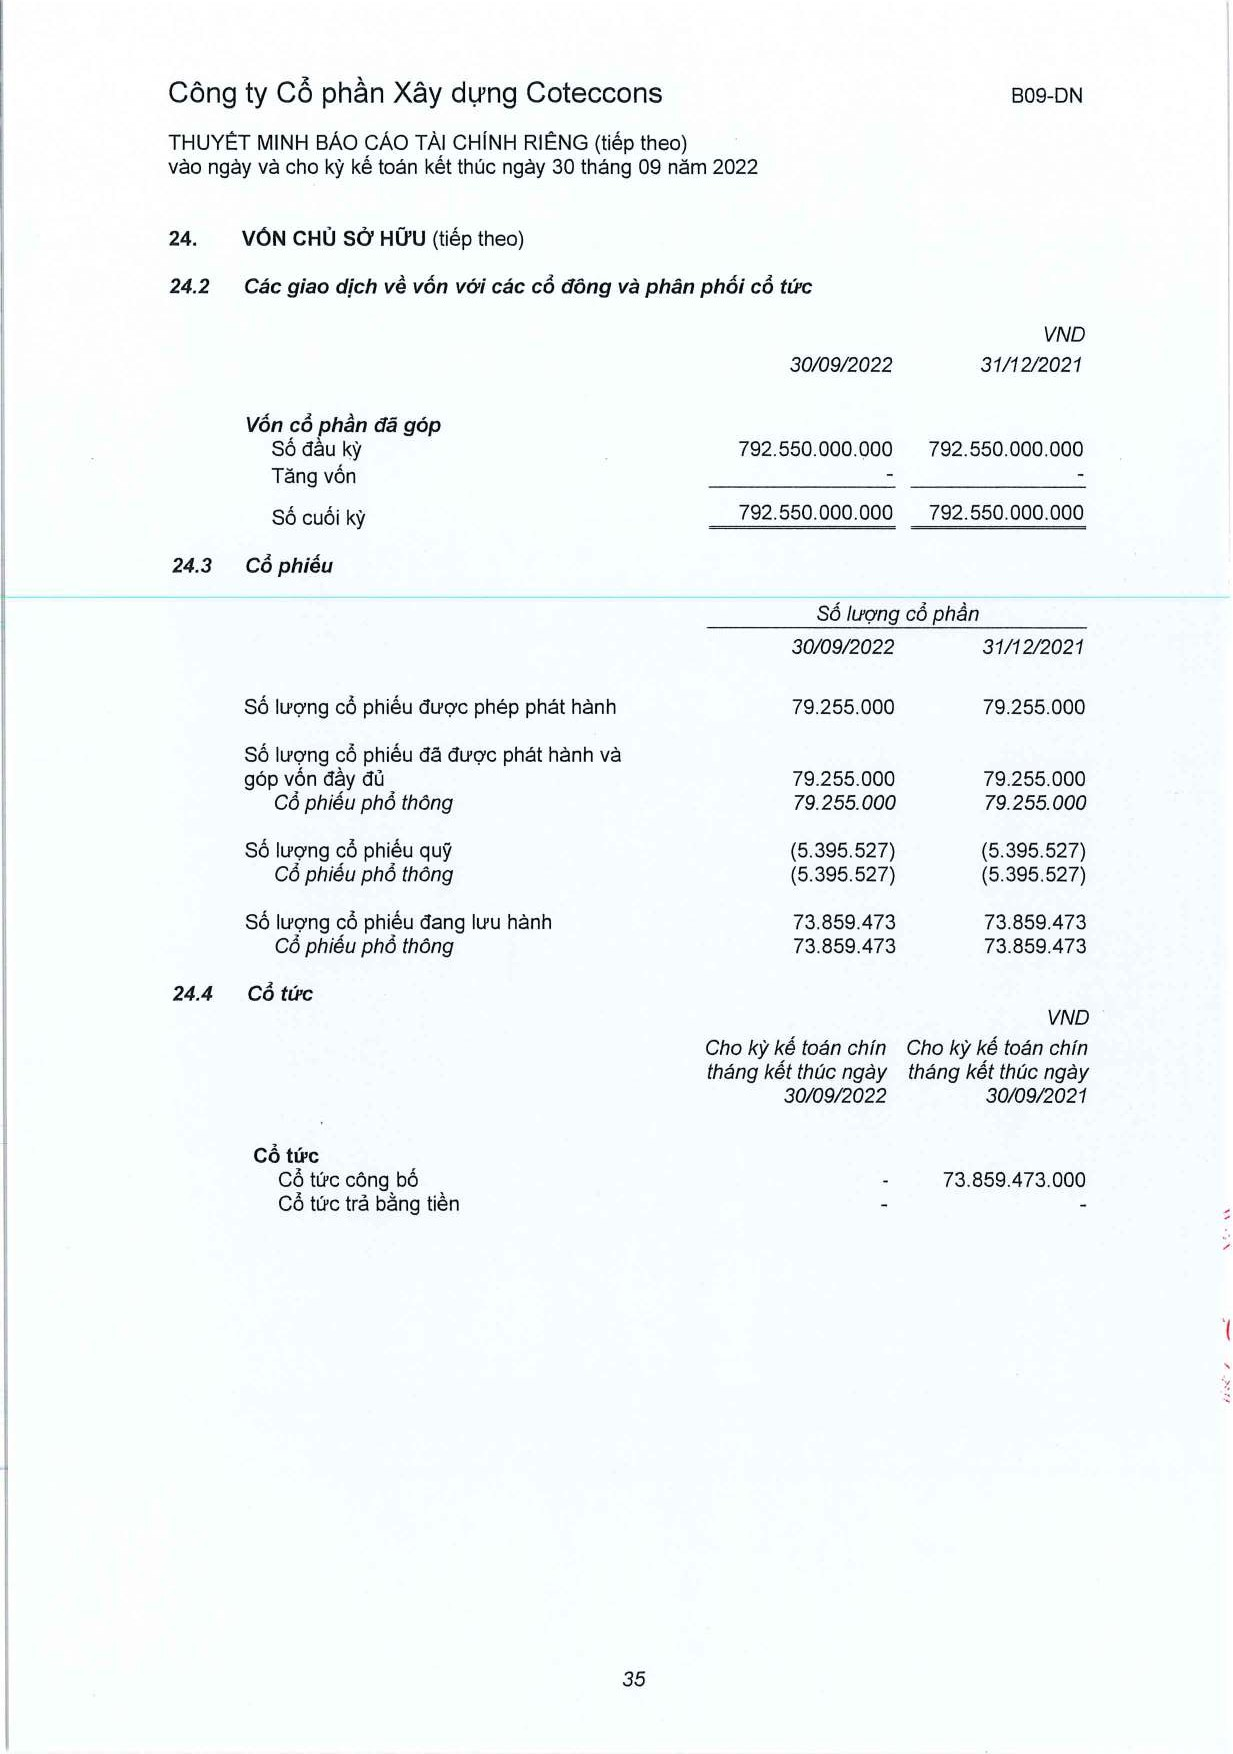 Công ty Cổ phần Xây dựng Coteccons B09-DN
THUYẾT MINH BÁO CÁO TÀI CHÍNH RIÊNG (tiếp theo)
vào ngày và cho kỳ kế toán kết thúc ngày 30 tháng 09 năm 2022
24. VỐN CHỦ SỞ HỮU (tiếp theo)
24.2 Các giao dịch về vốn với các cổ đông và phân phối cổ tức
VND
30/09/2022 31/12/2021
Vốn cổ phần đã góp
Số đầu kỳ 792.550.000.000 792.550.000.000
Tăng vốn - -
Số cuối kỳ 792.550.000.000 792.550.000.000
24.3 Cổ phiếu
Số lượng cổ phần
30/09/2022 31/12/2021
Số lượng cổ phiếu được phép phát hành 79.255.000 79.255.000
Số lượng cổ phiếu đã được phát hành và
góp vốn đầy đủ 79.255.000 79.255.000
Cổ phiếu phổ thông 79.255.000 79.255.000
Số lượng cổ phiếu quỹ (5.395.527) (5.395.527)
Cổ phiếu phổ thông (5.395.527) (5.395.527)
Số lượng cổ phiếu đang lưu hành 73.859.473 73.859.473
Cổ phiếu phổ thông 73.859.473 73.859.473
24.4 Cổ tức
VND
Cho kỳ kế toán chín Cho kỳ kế toán chín
tháng kết thúc ngày tháng kết thúc ngày
30/09/2022 30/09/2021
Cổ tức
Cổ tức công bố - 73.859.473.000
Cổ tức trả bằng tiền - -
35